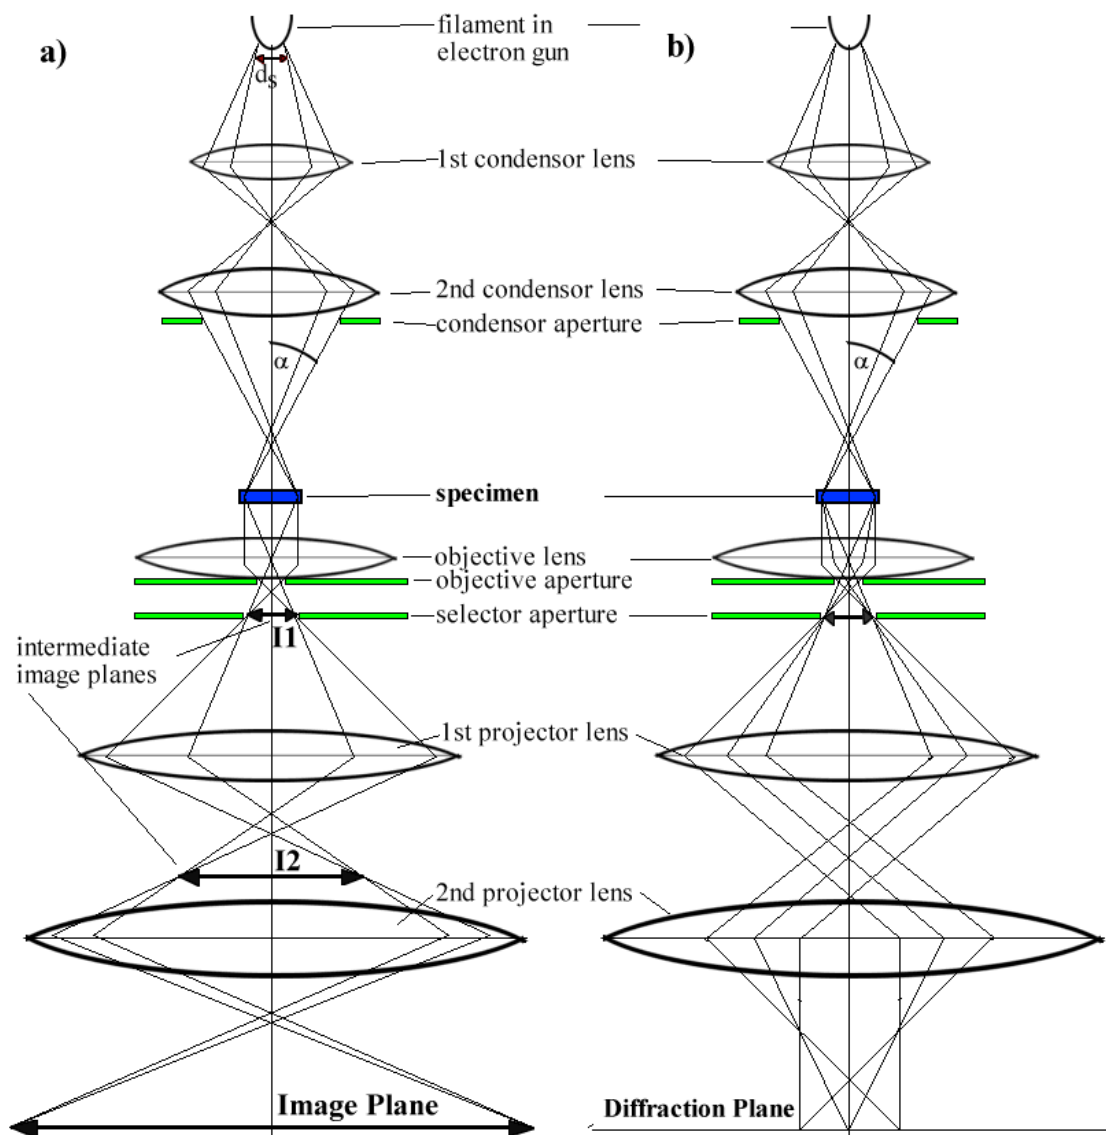 a)
filament in
electron gun
b)
ds
1st condensor lens
2nd condensor lens
condensor aperture
α
α
specimen
objective lens
objective aperture
selector aperture
I1
intermediate
image planes
1st projector lens
I2
2nd projector lens
Image Plane
Diffraction Plane